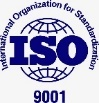 International Organization for Standardization
ISO
9001